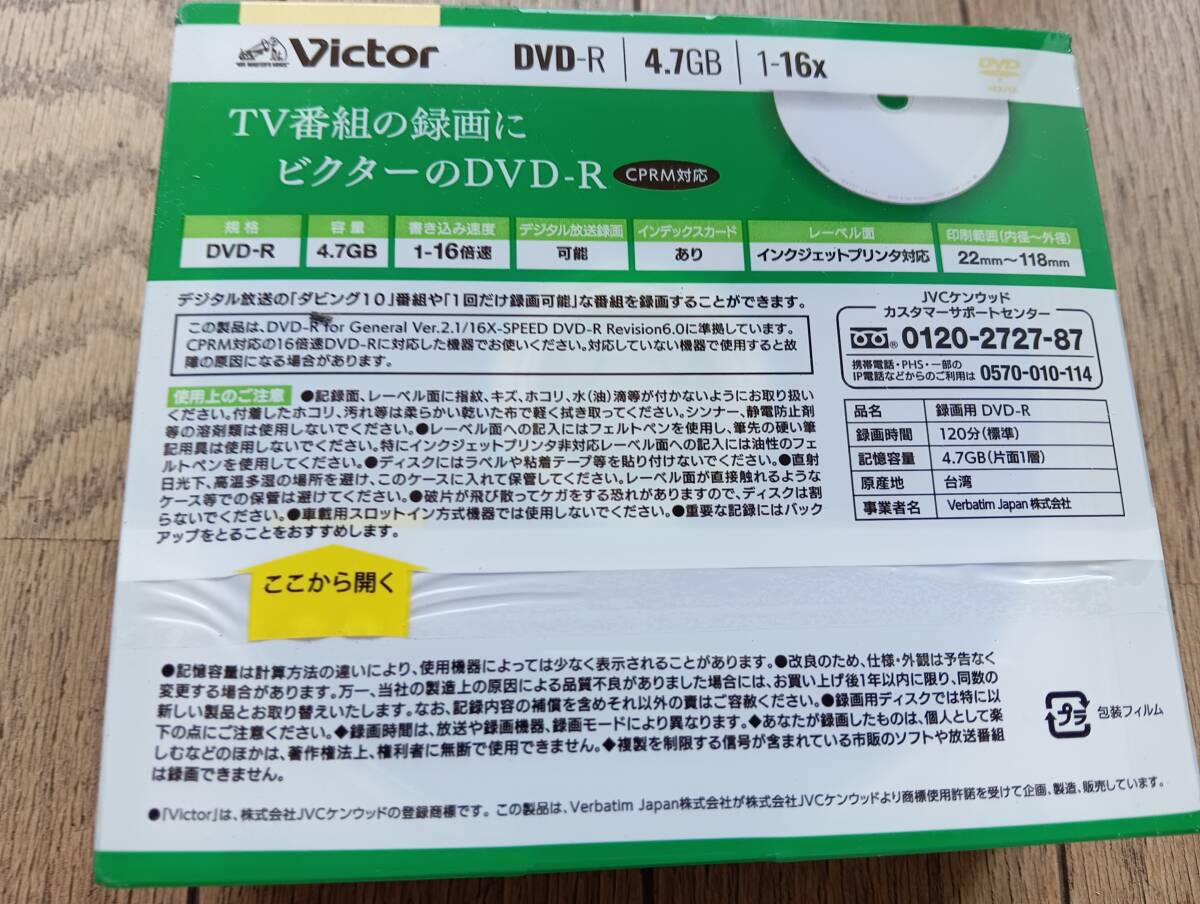 Victor DVD-R 4.7GB 1-16x
DVD
TV番組の録画に
ビクターのDVD-R CPRM対応
規格 容量 書き込み速度 デジタル放送録画 インデックスカード レーベル面 印刷範囲(内径〜外径)
DVD-R 4.7GB 1-16倍速 可能 あり インクジェットプリンタ対応 22mm〜118mm
デジタル放送の「ダビング10」番組や「1回だけ録画可能」な番組を録画することができます。
この製品は、DVD-R for General Ver.2.1/16X-SPEED DVD-R Revision6.0に準拠しています。
CPRM対応の16倍速DVD-Rに対応した機器でお使いください。対応していない機器で使用すると故
障の原因になる場合があります。
JVCケンウッド
カスタマーサポートセンター
0120-2727-87
携帯電話・PHS・一部の
IP電話などからのご利用は 0570-010-114
使用上のご注意 ●記録面、レーベル面に指紋、キズ、ホコリ、水(油)滴等が付かないようにお取り扱い
ください。付着したホコリ、汚れ等は柔らかい乾いた布で軽く拭き取ってください。シンナー、静電防止剤
等の溶剤類は使用しないでください。●レーベル面への記入にはフェルトペンを使用し、筆先の硬い筆
記用具は使用しないでください。特にインクジェットプリンタ非対応レーベル面への記入には油性のフェ
ルトペンを使用してください。●ディスクにはラベルや粘着テープ等を貼り付けないでください。●直射
日光下、高温多湿の場所を避け、このケースに入れて保管してください。レーベル面が直接触れるような
ケース等での保管は避けてください。●破片が飛び散ってケガをする恐れがありますので、ディスクは割
らないでください。●車載用スロットイン方式機器では使用しないでください。●重要な記録にはバック
アップをとることをおすすめします。
品名 録画用 DVD-R
録画時間 120分(標準)
記憶容量 4.7GB(片面1層)
原産地 台湾
事業者名 Verbatim Japan 株式会社
ここから開く
●記憶容量は計算方法の違いにより、使用機器によっては少なく表示されることがあります。●改良のため、仕様・外観は予告なく
変更する場合があります。万一、当社の製造上の原因による品質不良がありました場合には、お買い上げ後1年以内に限り、同数の
新しい製品とお取り替えいたします。なお、記録内容の補償を含めそれ以外の責はご容赦ください。●録画用ディスクでは特に以
下の点にご注意ください。◆録画時間は、放送や録画機器、録画モードにより異なります。◆あなたが録画したものは、個人として楽
しむなどのほかは、著作権法上、権利者に無断で使用できません。◆複製を制限する信号が含まれている市販のソフトや放送番組
は録画できません。
プラ 包装フィルム
●「Victor」は、株式会社JVCケンウッドの登録商標です。この製品は、Verbatim Japan株式会社が株式会社JVCケンウッドより商標使用許諾を受けて企画、製造、販売しています。